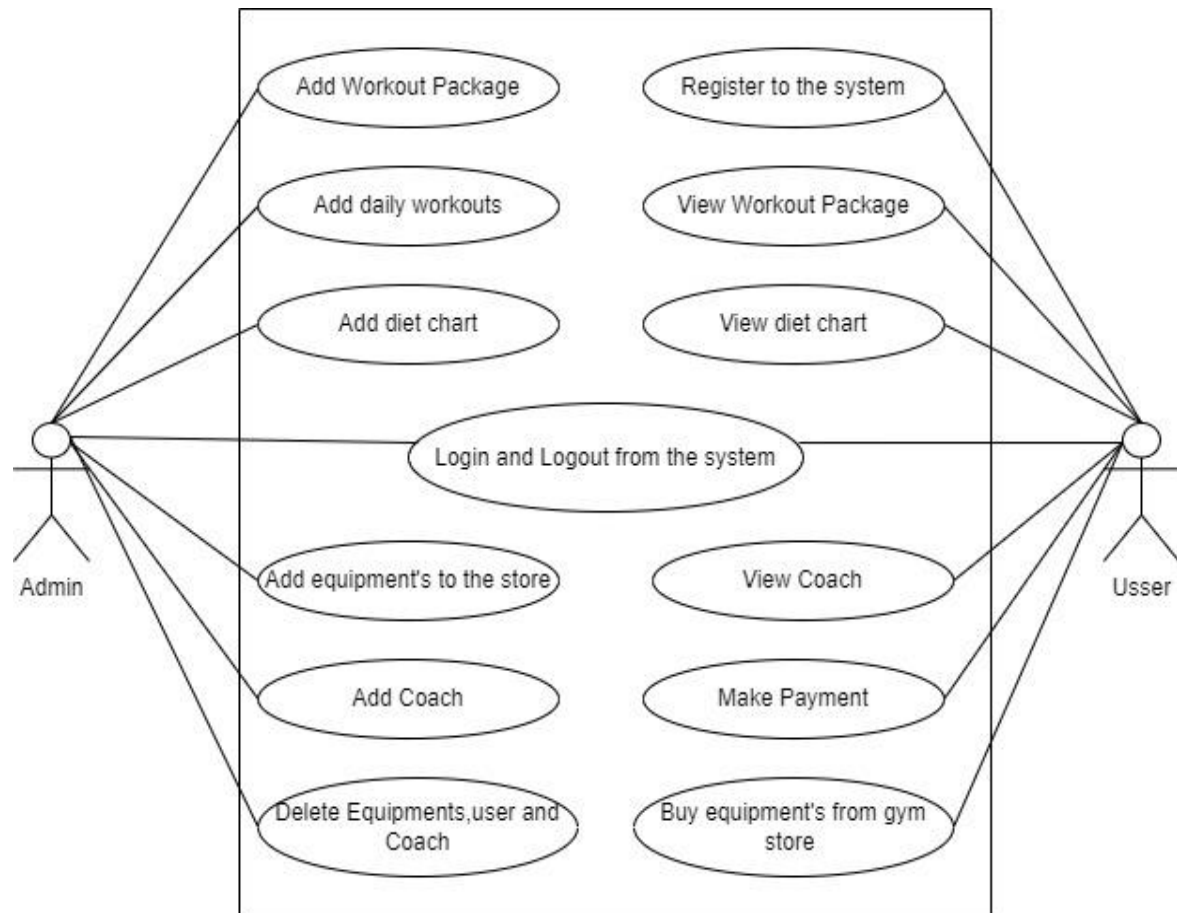 Add Workout Package
Register to the system
Add daily workouts
View Workout Package
Add diet chart
View diet chart
Login and Logout from the system
Admin
Usser
Add equipment's to the store
View Coach
Add Coach
Make Payment
Delete Equipments,user and
Coach
Buy equipment's from gym
store